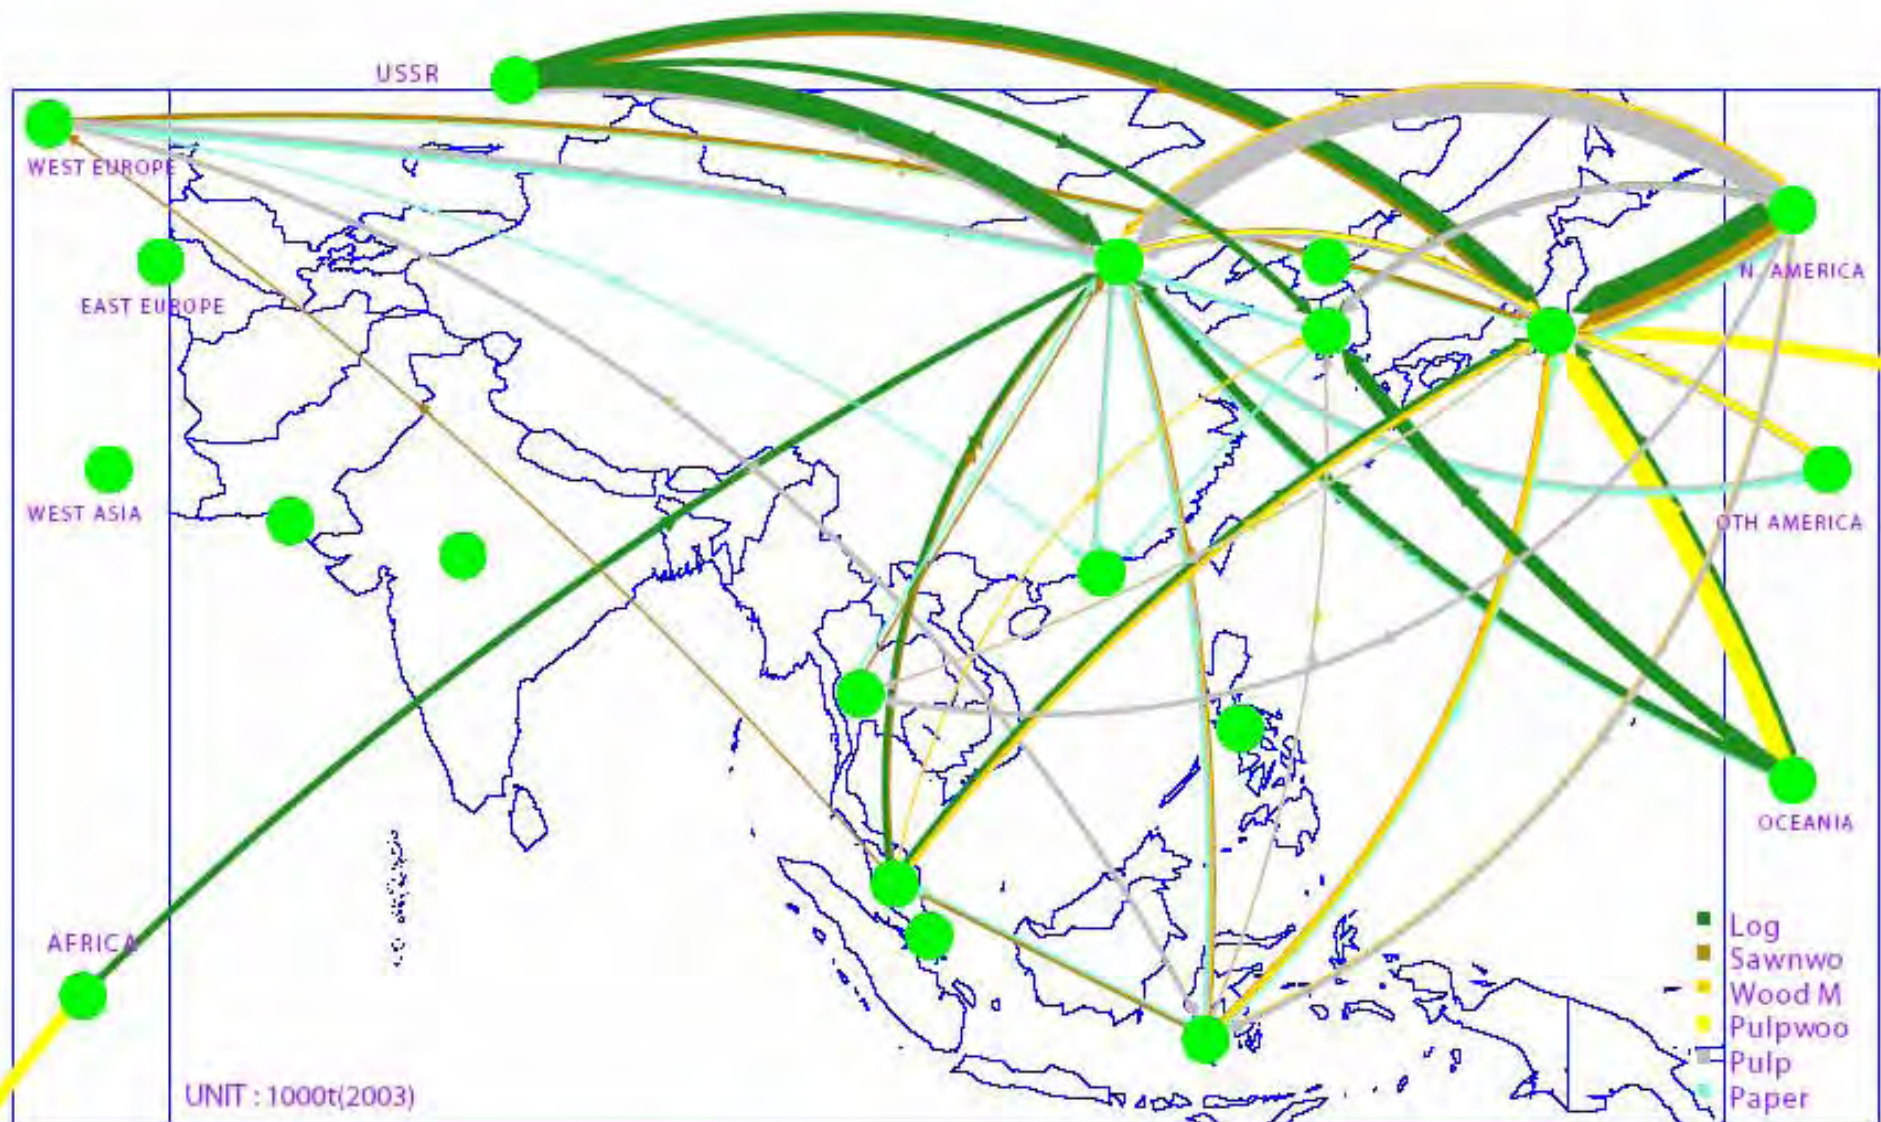 USSR
WEST EUROPE
N. AMERICA
EAST EUROPE
WEST ASIA
OTH AMERICA
OCEANIA
AFRICA
Log
Sawnwo
Wood M
Pulpwoo
Pulp
Paper
UNIT : 1000t(2003)